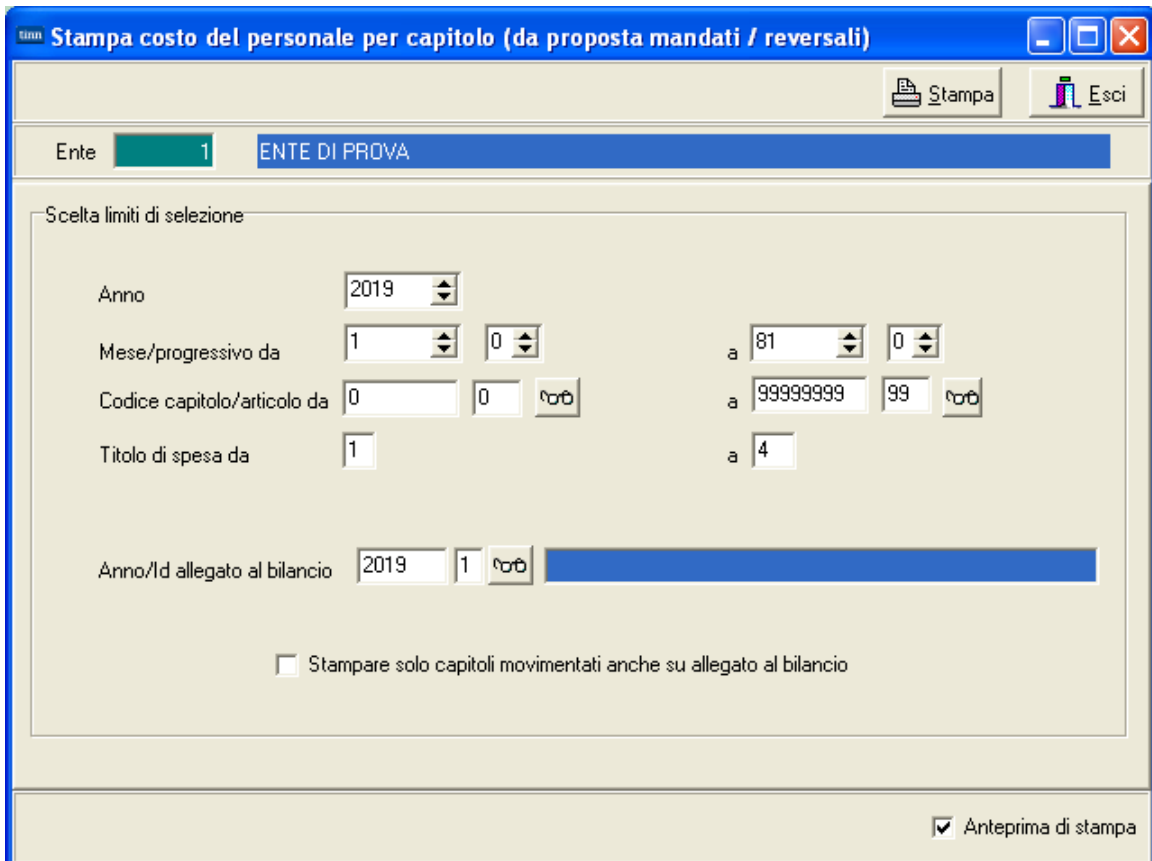 tinn Stampa costo del personale per capitolo (da proposta mandati / reversali)
Stampa Esci
Ente 1 ENTE DI PROVA
Scelta limiti di selezione
Anno 2019
Mese/progressivo da 1 0 a 81 0
Codice capitolo/articolo da 0 0 a 99999999 99
Titolo di spesa da 1 a 4
Anno/Id allegato al bilancio 2019 1
Stampare solo capitoli movimentati anche su allegato al bilancio
Anteprima di stampa